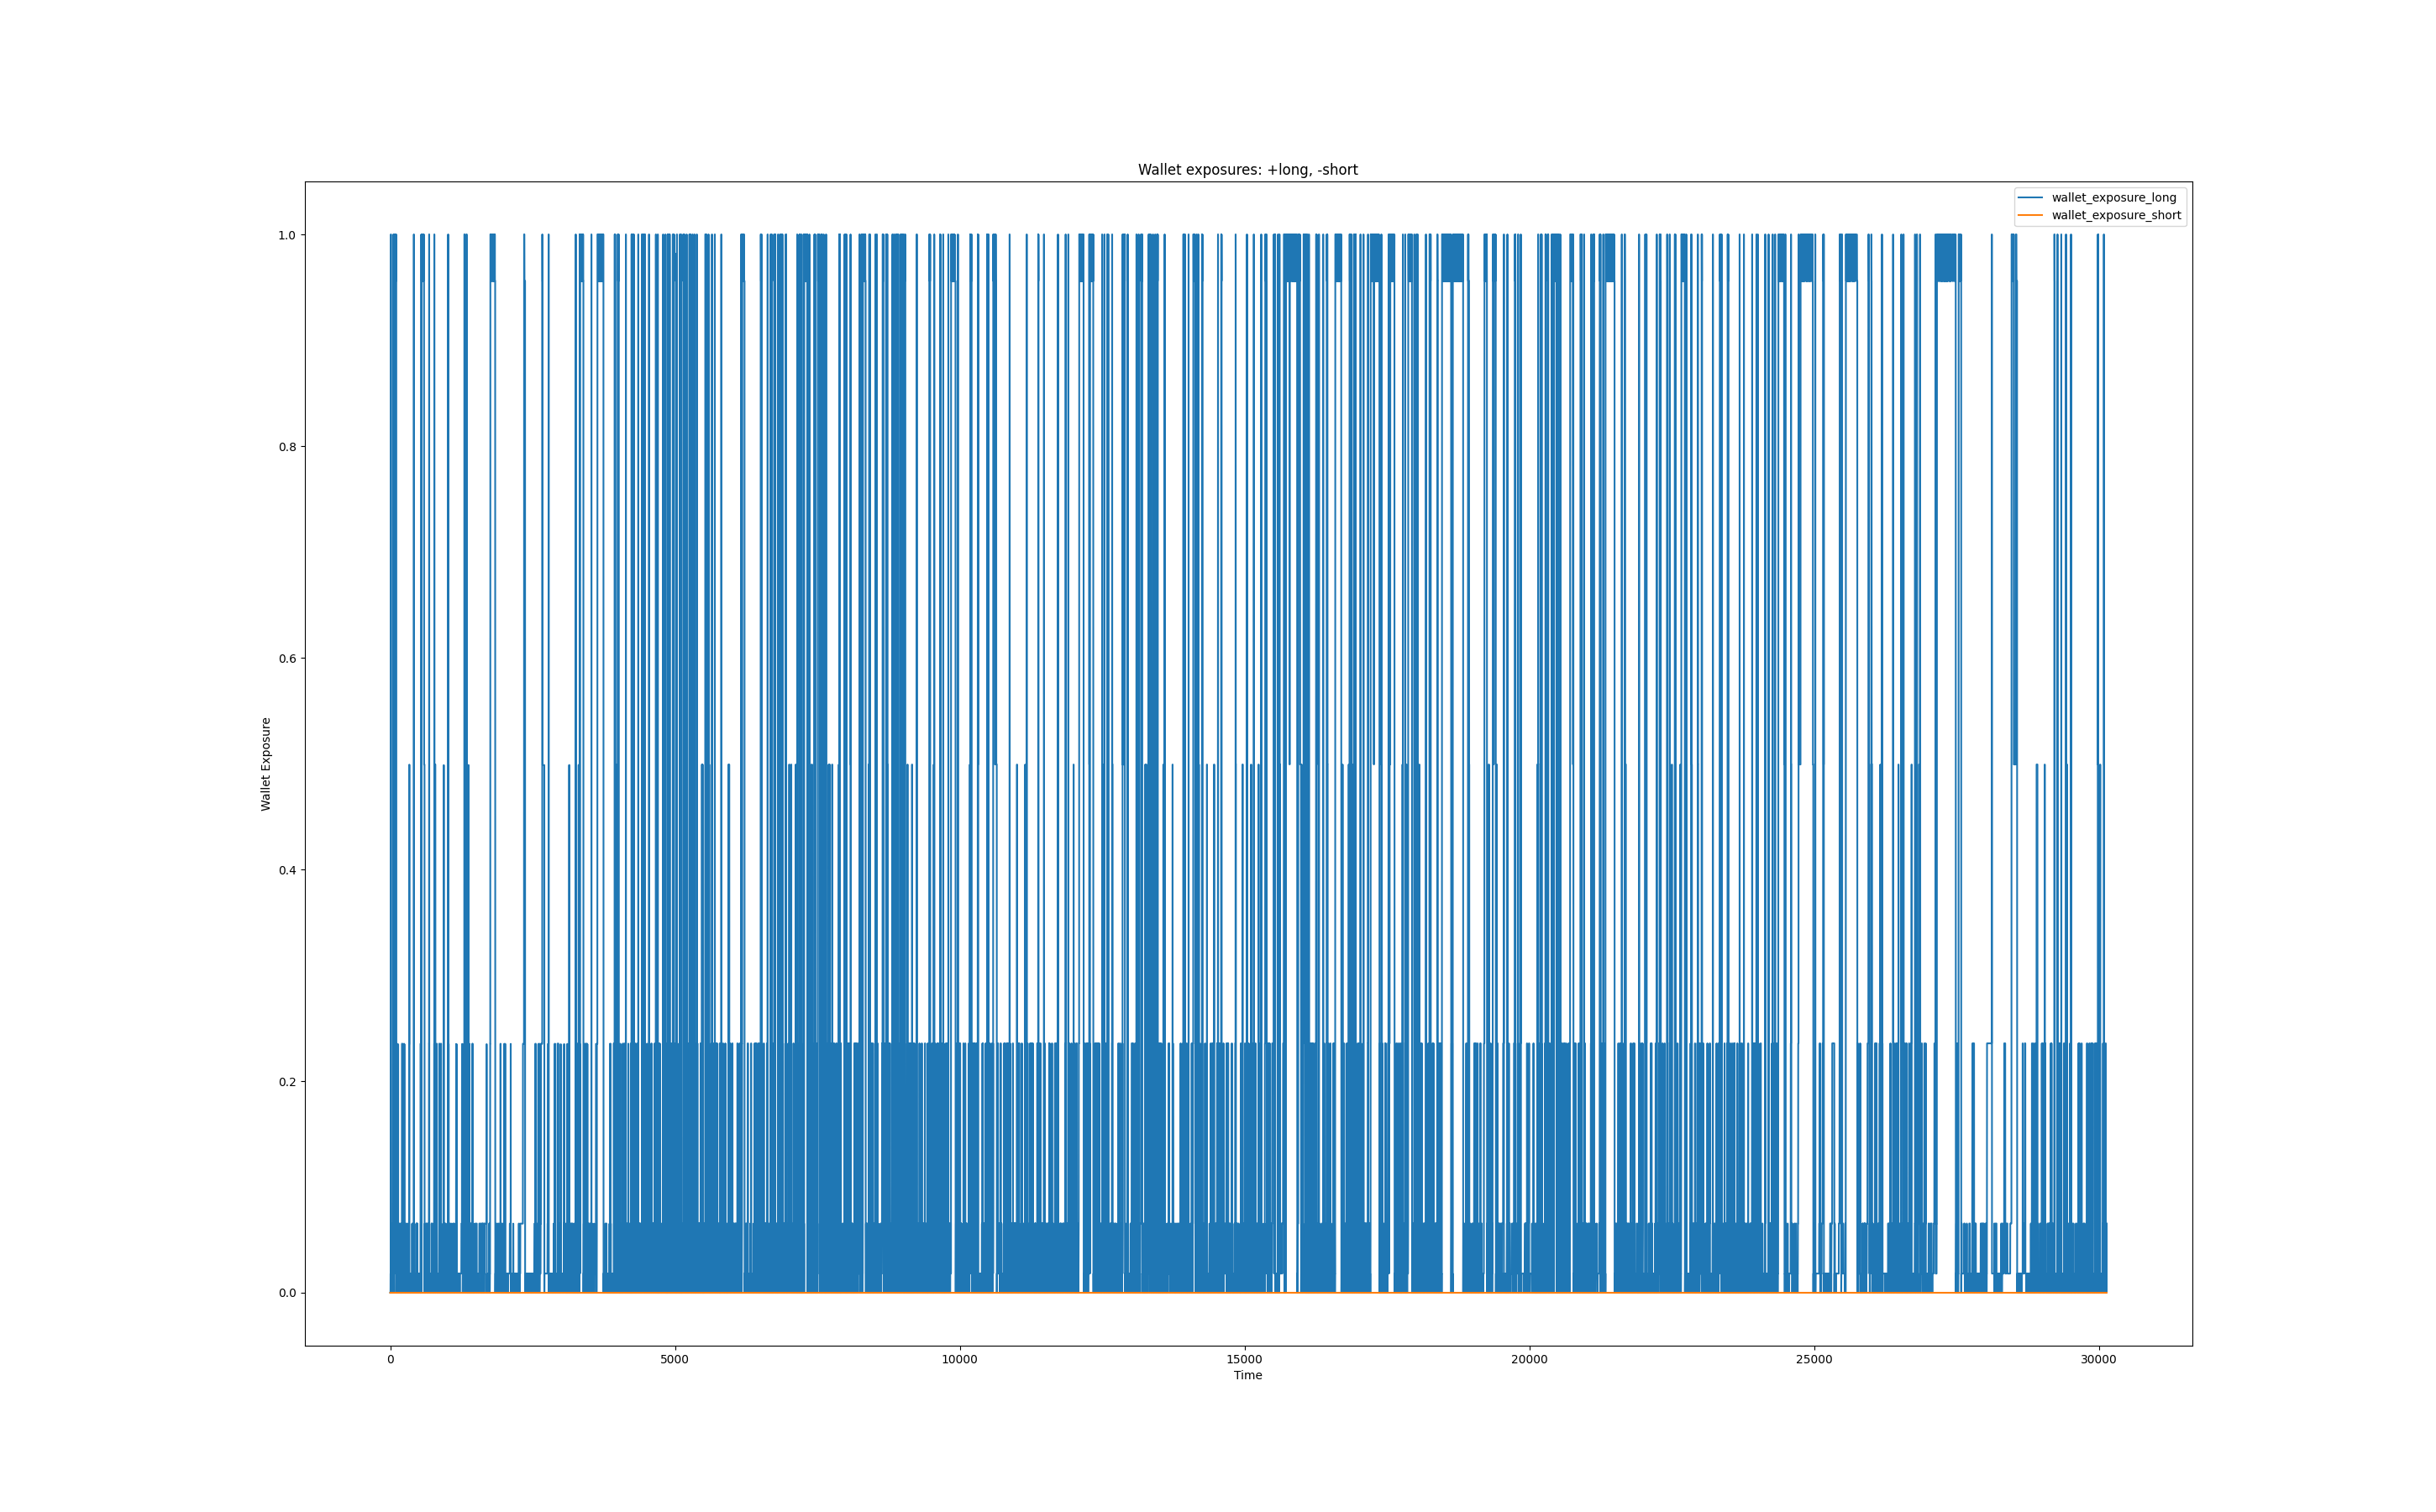 Wallet exposures: +long, -short
wallet_exposure_long
wallet_exposure_short
1.0
0.8
0.6
0.4
0.2
0.0
Wallet Exposure
0 5000 10000 15000 20000 25000 30000
Time